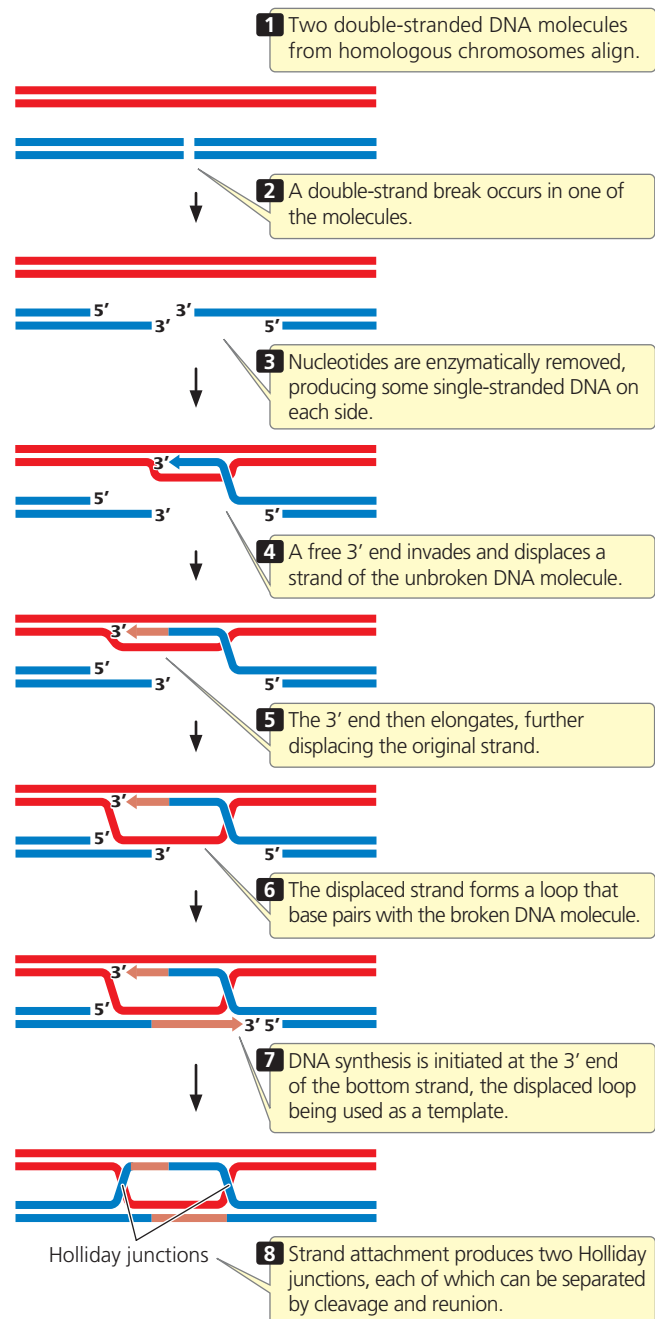 1 Two double-stranded DNA molecules
from homologous chromosomes align.
2 A double-strand break occurs in one of
the molecules.
5′ 3′
3′ 5′
3 Nucleotides are enzymatically removed,
producing some single-stranded DNA on
each side.
3′
5′
3′ 5′
4 A free 3′ end invades and displaces a
strand of the unbroken DNA molecule.
3′
5′
3′ 5′
5 The 3′ end then elongates, further
displacing the original strand.
3′
5′
3′ 5′
6 The displaced strand forms a loop that
base pairs with the broken DNA molecule.
3′
5′
3′ 5′
7 DNA synthesis is initiated at the 3′ end
of the bottom strand, the displaced loop
being used as a template.
Holliday junctions
8 Strand attachment produces two Holliday
junctions, each of which can be separated
by cleavage and reunion.